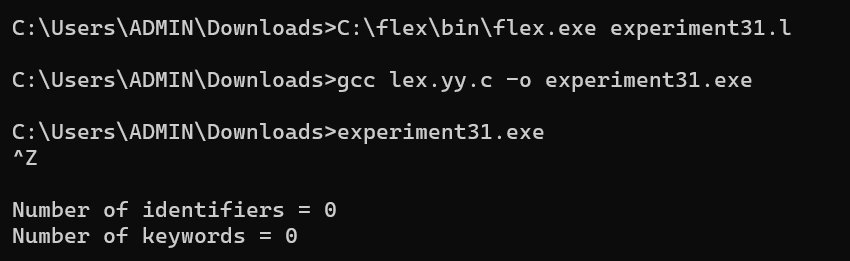 C:\Users\ADMIN\Downloads>C:\flex\bin\flex.exe experiment31.l
C:\Users\ADMIN\Downloads>gcc lex.yy.c -o experiment31.exe
C:\Users\ADMIN\Downloads>experiment31.exe
^Z
Number of identifiers = 0
Number of keywords = 0